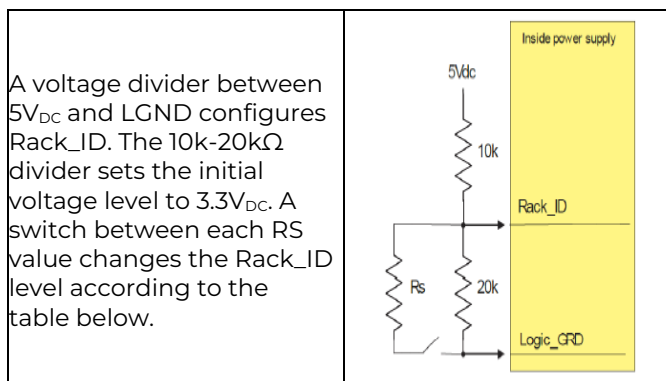 A voltage divider between
5V_DC and LGND configures
Rack_ID. The 10k-20kΩ
divider sets the initial
voltage level to 3.3V_DC. A
switch between each RS
value changes the Rack_ID
level according to the
table below.
Inside power supply
5Vdc
10k
Rack_ID
Rs
20k
Logic_GRD